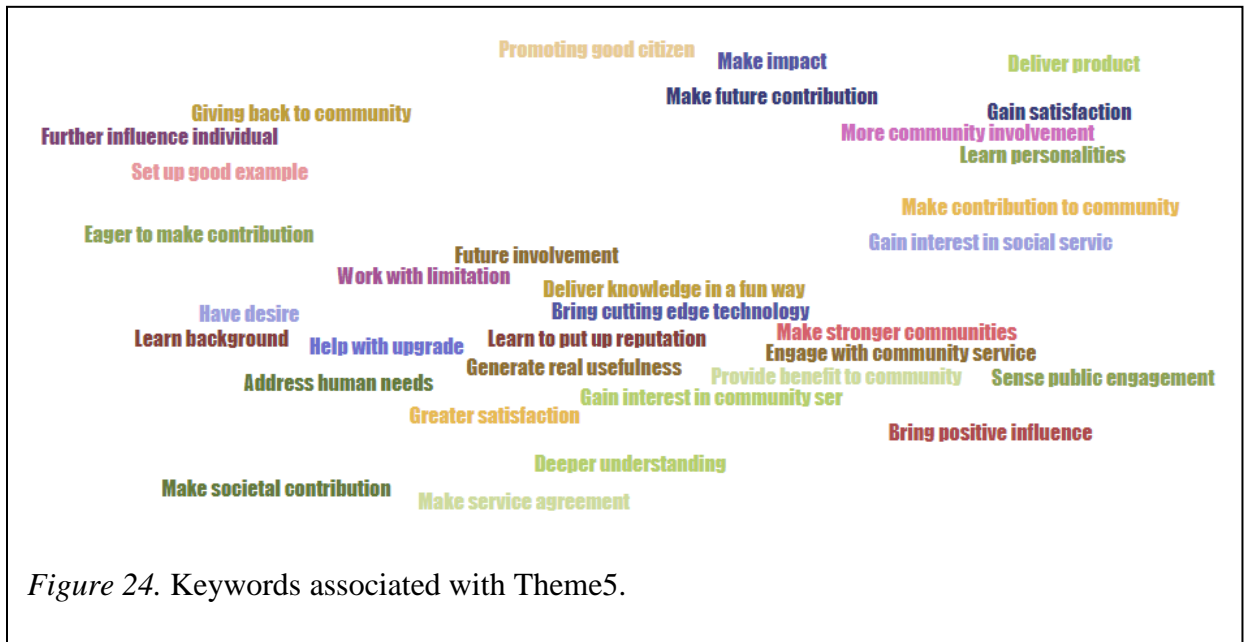 Promoting good citizen
Make impact
Deliver product
Make future contribution
Giving back to community
Gain satisfaction
Further influence individual
More community involvement
Learn personalities
Set up good example
Make contribution to community
Eager to make contribution
Gain interest in social servic
Future involvement
Work with limitation
Deliver knowledge in a fun way
Have desire
Bring cutting edge technology
Learn background
Help with upgrade
Learn to put up reputation
Make stronger communities
Engage with community service
Generate real usefulness
Provide benefit to community
Sense public engagement
Address human needs
Gain interest in community ser
Greater satisfaction
Bring positive influence
Deeper understanding
Make societal contribution
Make service agreement
Figure 24. Keywords associated with Theme5.